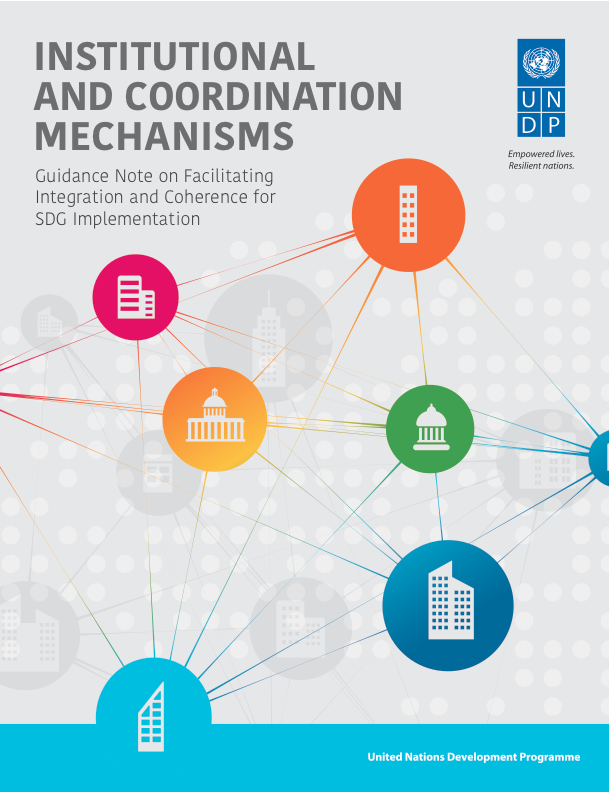 INSTITUTIONAL
AND COORDINATION
MECHANISMS
Guidance Note on Facilitating
Integration and Coherence for
SDG Implementation
U N
D P
Empowered lives.
Resilient nations.
United Nations Development Programme